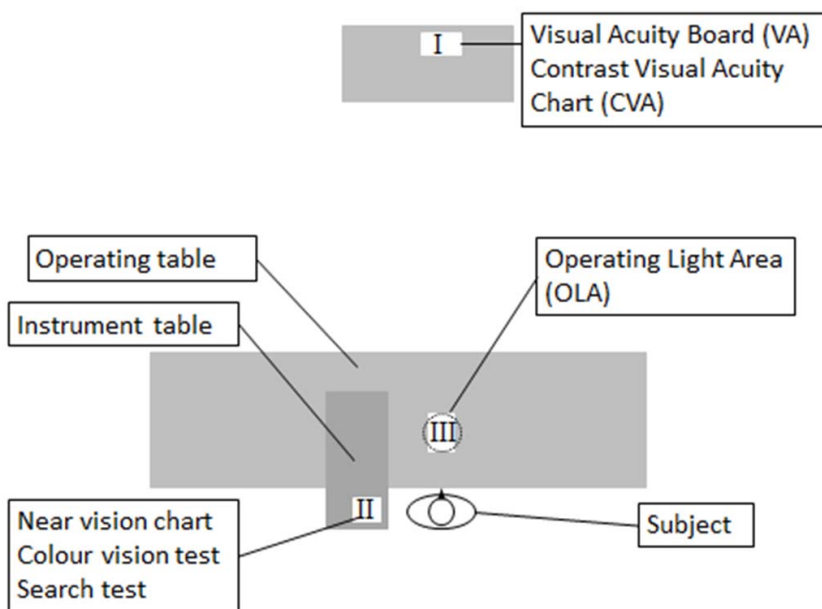 I
Visual Acuity Board (VA)
Contrast Visual Acuity
Chart (CVA)
Operating table
Operating Light Area
(OLA)
Instrument table
III
II
Near vision chart
Colour vision test
Search test
Subject